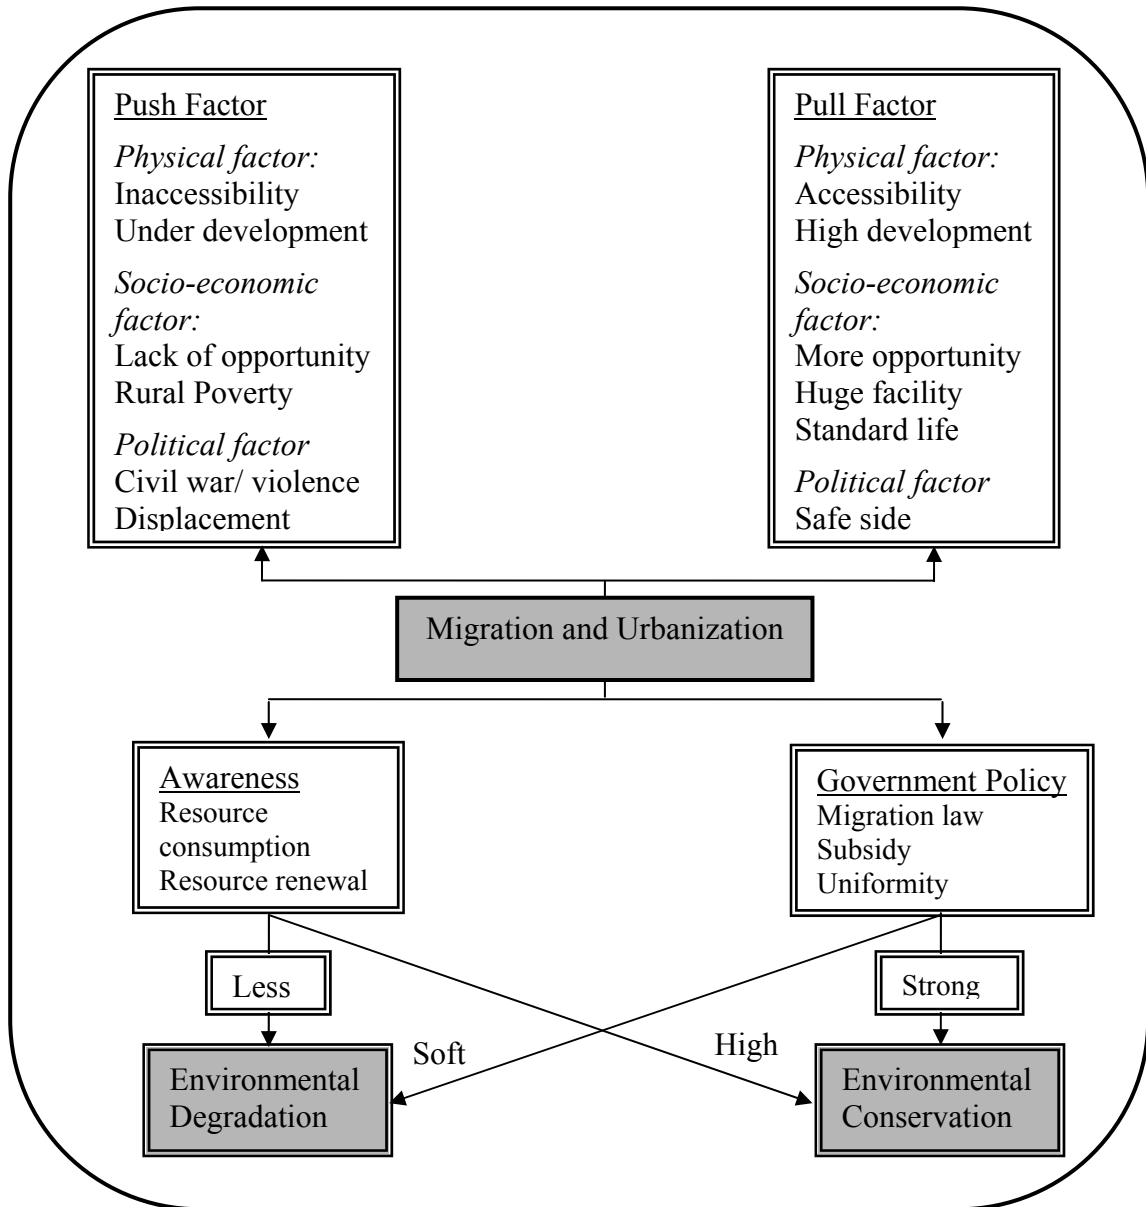 Push Factor
Physical factor:
Inaccessibility
Under development
Socio-economic
factor:
Lack of opportunity
Rural Poverty
Political factor
Civil war/ violence
Displacement
Pull Factor
Physical factor:
Accessibility
High development
Socio-economic
factor:
More opportunity
Huge facility
Standard life
Political factor
Safe side
Migration and Urbanization
Awareness
Resource
consumption
Resource renewal
Government Policy
Migration law
Subsidy
Uniformity
Less
Strong
Soft
High
Environmental
Degradation
Environmental
Conservation